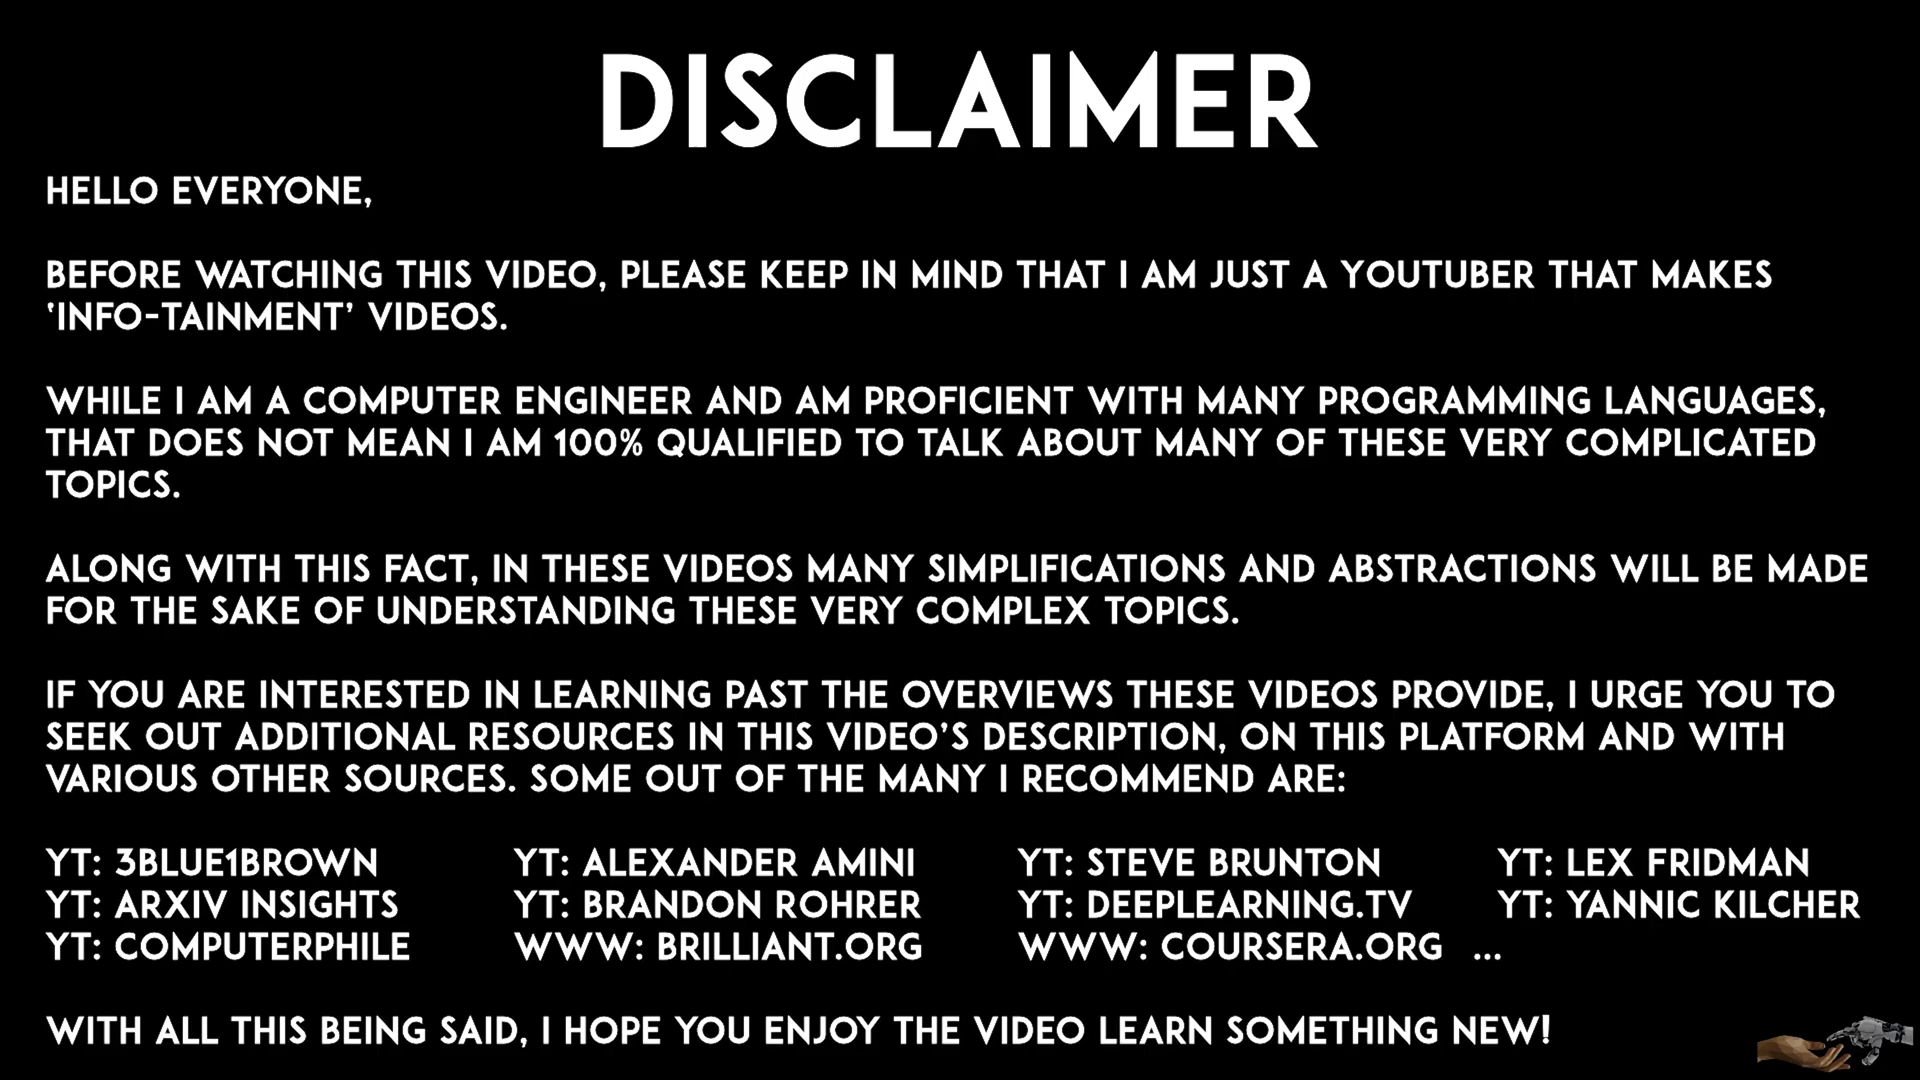 DISCLAIMER
HELLO EVERYONE,
BEFORE WATCHING THIS VIDEO, PLEASE KEEP IN MIND THAT I AM JUST A YOUTUBER THAT MAKES
‘INFO-TAINMENT’ VIDEOS.
WHILE I AM A COMPUTER ENGINEER AND AM PROFICIENT WITH MANY PROGRAMMING LANGUAGES,
THAT DOES NOT MEAN I AM 100% QUALIFIED TO TALK ABOUT MANY OF THESE VERY COMPLICATED
TOPICS.
ALONG WITH THIS FACT, IN THESE VIDEOS MANY SIMPLIFICATIONS AND ABSTRACTIONS WILL BE MADE
FOR THE SAKE OF UNDERSTANDING THESE VERY COMPLEX TOPICS.
IF YOU ARE INTERESTED IN LEARNING PAST THE OVERVIEWS THESE VIDEOS PROVIDE, I URGE YOU TO
SEEK OUT ADDITIONAL RESOURCES IN THIS VIDEO’S DESCRIPTION, ON THIS PLATFORM AND WITH
VARIOUS OTHER SOURCES. SOME OUT OF THE MANY I RECOMMEND ARE:
YT: 3BLUE1BROWN YT: ALEXANDER AMINI YT: STEVE BRUNTON YT: LEX FRIDMAN
YT: ARXIV INSIGHTS YT: BRANDON ROHRER YT: DEEPLEARNING.TV YT: YANNIC KILCHER
YT: COMPUTERPHILE WWW: BRILLIANT.ORG WWW: COURSERA.ORG ...
WITH ALL THIS BEING SAID, I HOPE YOU ENJOY THE VIDEO LEARN SOMETHING NEW!